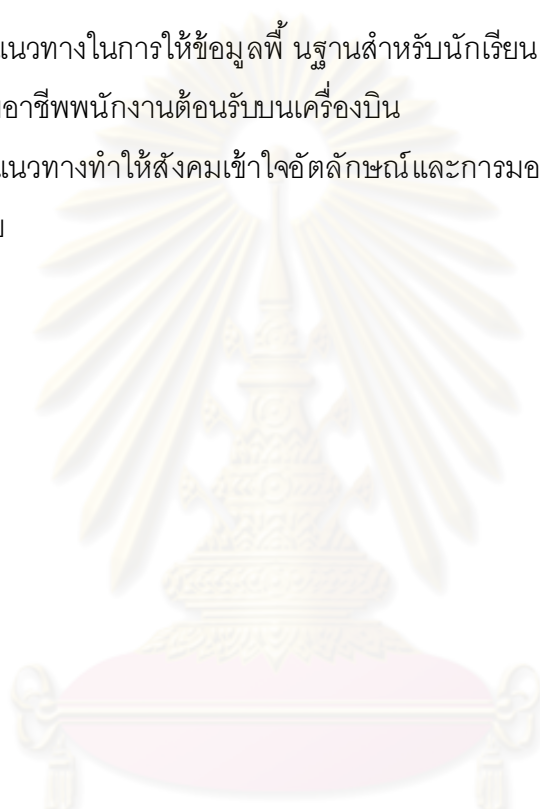 แนวทางในการให้ข้อมูลพื้นฐานสำหรับนักเรียน
อาชีพพนักงานต้อนรับบนเครื่องบิน
แนวทางทำให้สังคมเข้าใจอัตลักษณ์และการมอ